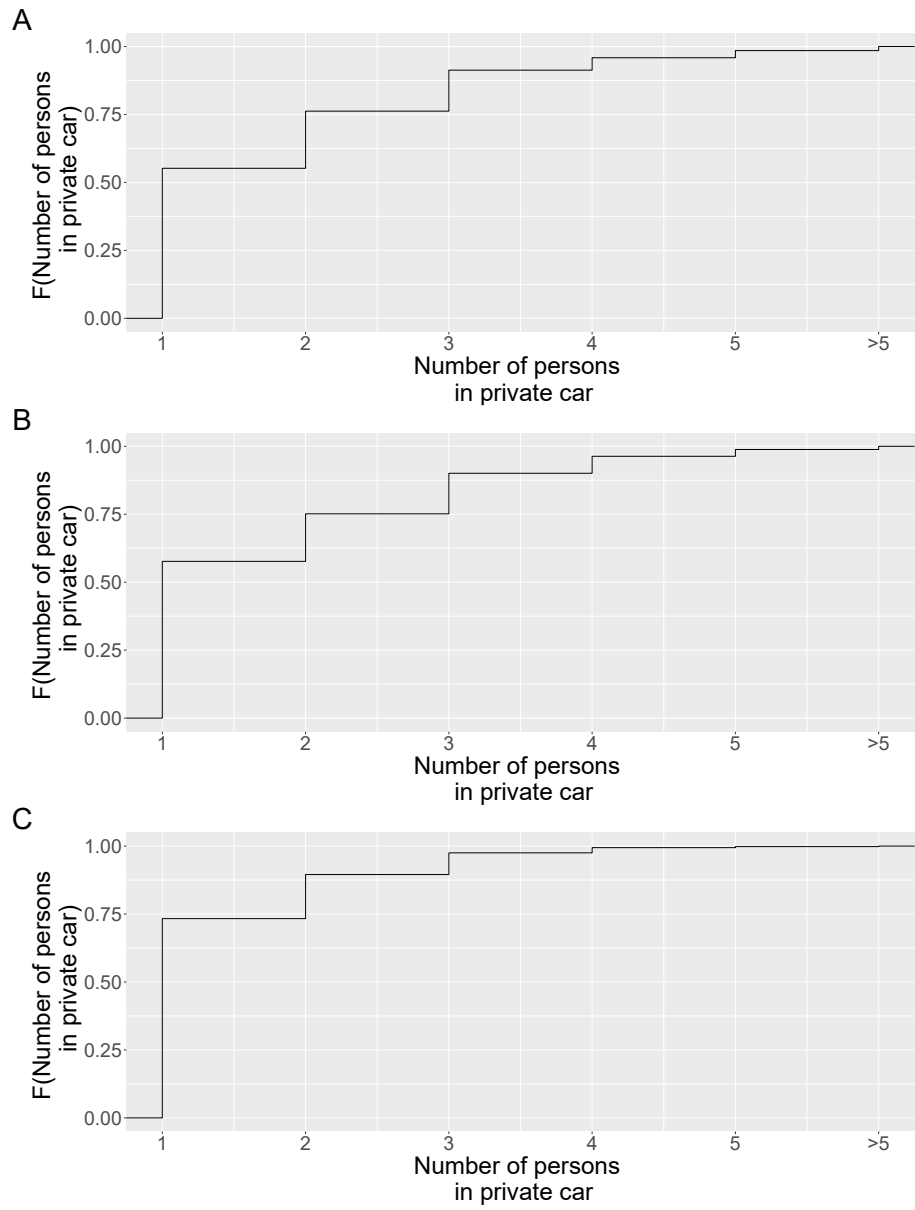 A
F(Number of persons
in private car)
1.00
0.75
0.50
0.25
0.00
1 2 3 4 5 >5
Number of persons
in private car
B
F(Number of persons
in private car)
1.00
0.75
0.50
0.25
0.00
1 2 3 4 5 >5
Number of persons
in private car
C
F(Number of persons
in private car)
1.00
0.75
0.50
0.25
0.00
1 2 3 4 5 >5
Number of persons
in private car